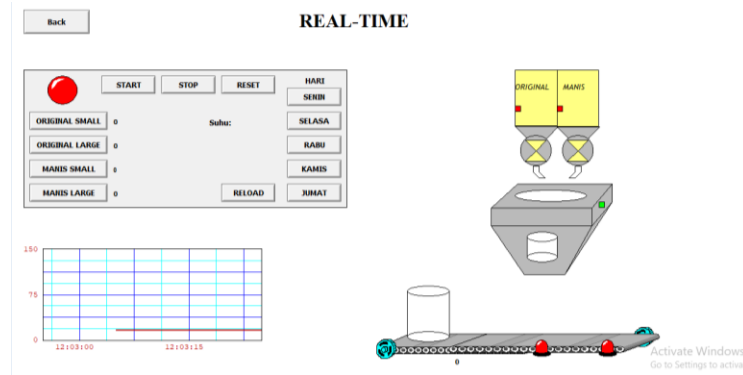 Back
REAL-TIME
START STOP RESET HARI
SENIN
ORIGINAL SMALL 0 Suhu: SELASA
ORIGINAL LARGE 0 RABU
MANIS SMALL 0 KAMIS
MANIS LARGE 0 RELOAD JUMAT
ORIGINAL MANIS
150
75
0
12:03:00 12:03:15
0
Activate Windows
Go to Settings to activa